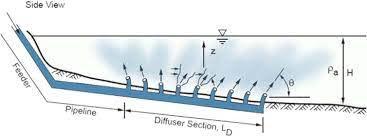 Side View
z
ρa
H
θ
Feeder
Pipeline
Diffuser Section, LD